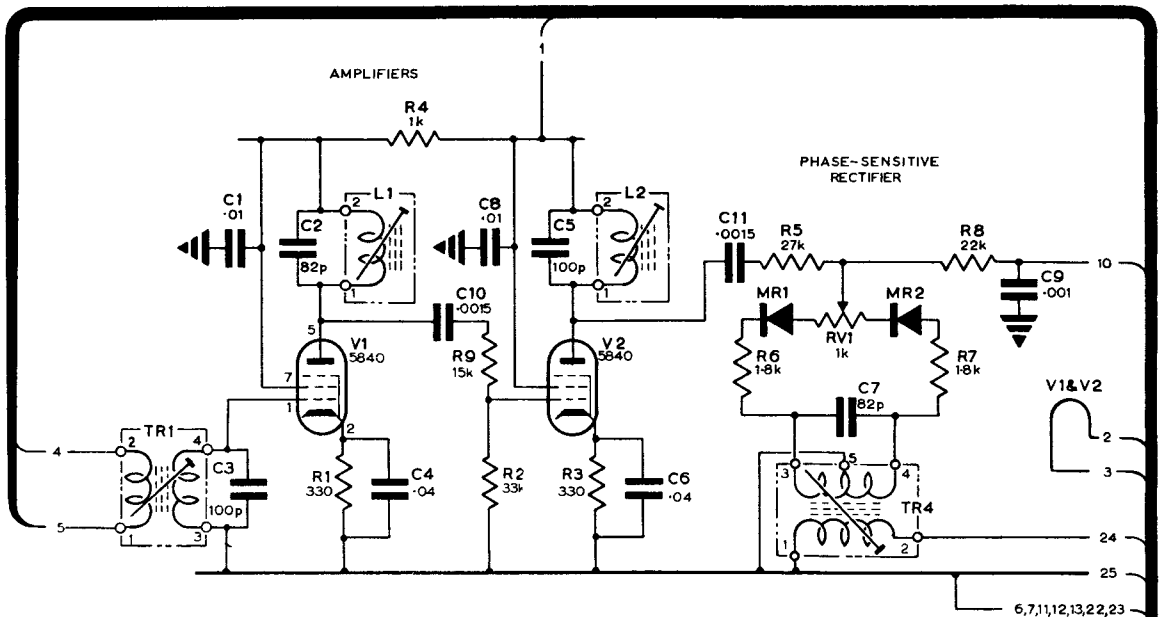 1
AMPLIFIERS
R4
1k
PHASE-SENSITIVE
RECTIFIER
C1
·01
C2
82p
2
L1
1
C8
·01
C5
100p
2
L2
1
C11
·0015
R5
27k
R8
22k
10
C9
·001
C10
·0015
MR1
RV1
1k
MR2
5
V1
5840
7
1
2
R9
15k
V2
5840
R6
1·8k
R7
1·8k
C7
82p
V1&V2
2
3
4
5
TR1
2
4
1
3
C3
100p
R1
330
C4
·04
R2
33k
R3
330
C6
·04
3
5
4
TR4
1
2
24
25
6,7,11,12,13,22,23